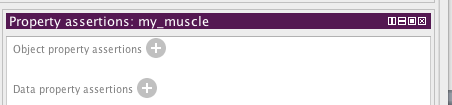 Property assertions: my_muscle
Object property assertions
Data property assertions